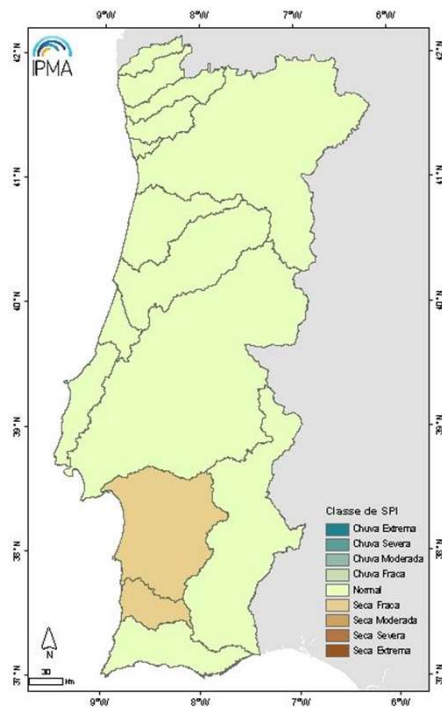 9°W 8°W 7°W 6°W
IPMA
42°N 42°N
41°N 41°N
40°N 40°N
39°N 39°N
38°N 38°N
37°N 37°N
Classe de SPI
Chuva Extrema
Chuva Severa
Chuva Moderada
Chuva Fraca
Normal
Seca Fraca
Seca Moderada
Seca Severa
Seca Extrema
N
30
Km
9°W 8°W 7°W 6°W